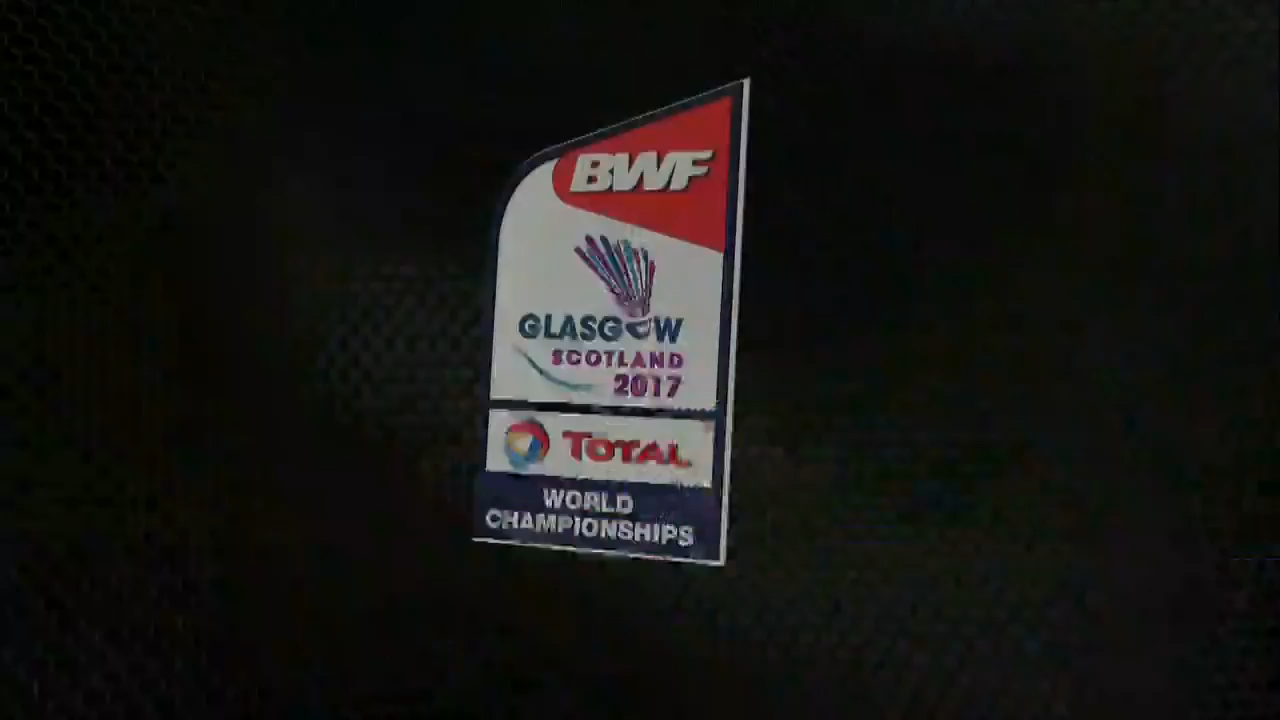 BWF
GLASGOW
SCOTLAND
2017
TOTAL
WORLD
CHAMPIONSHIPS